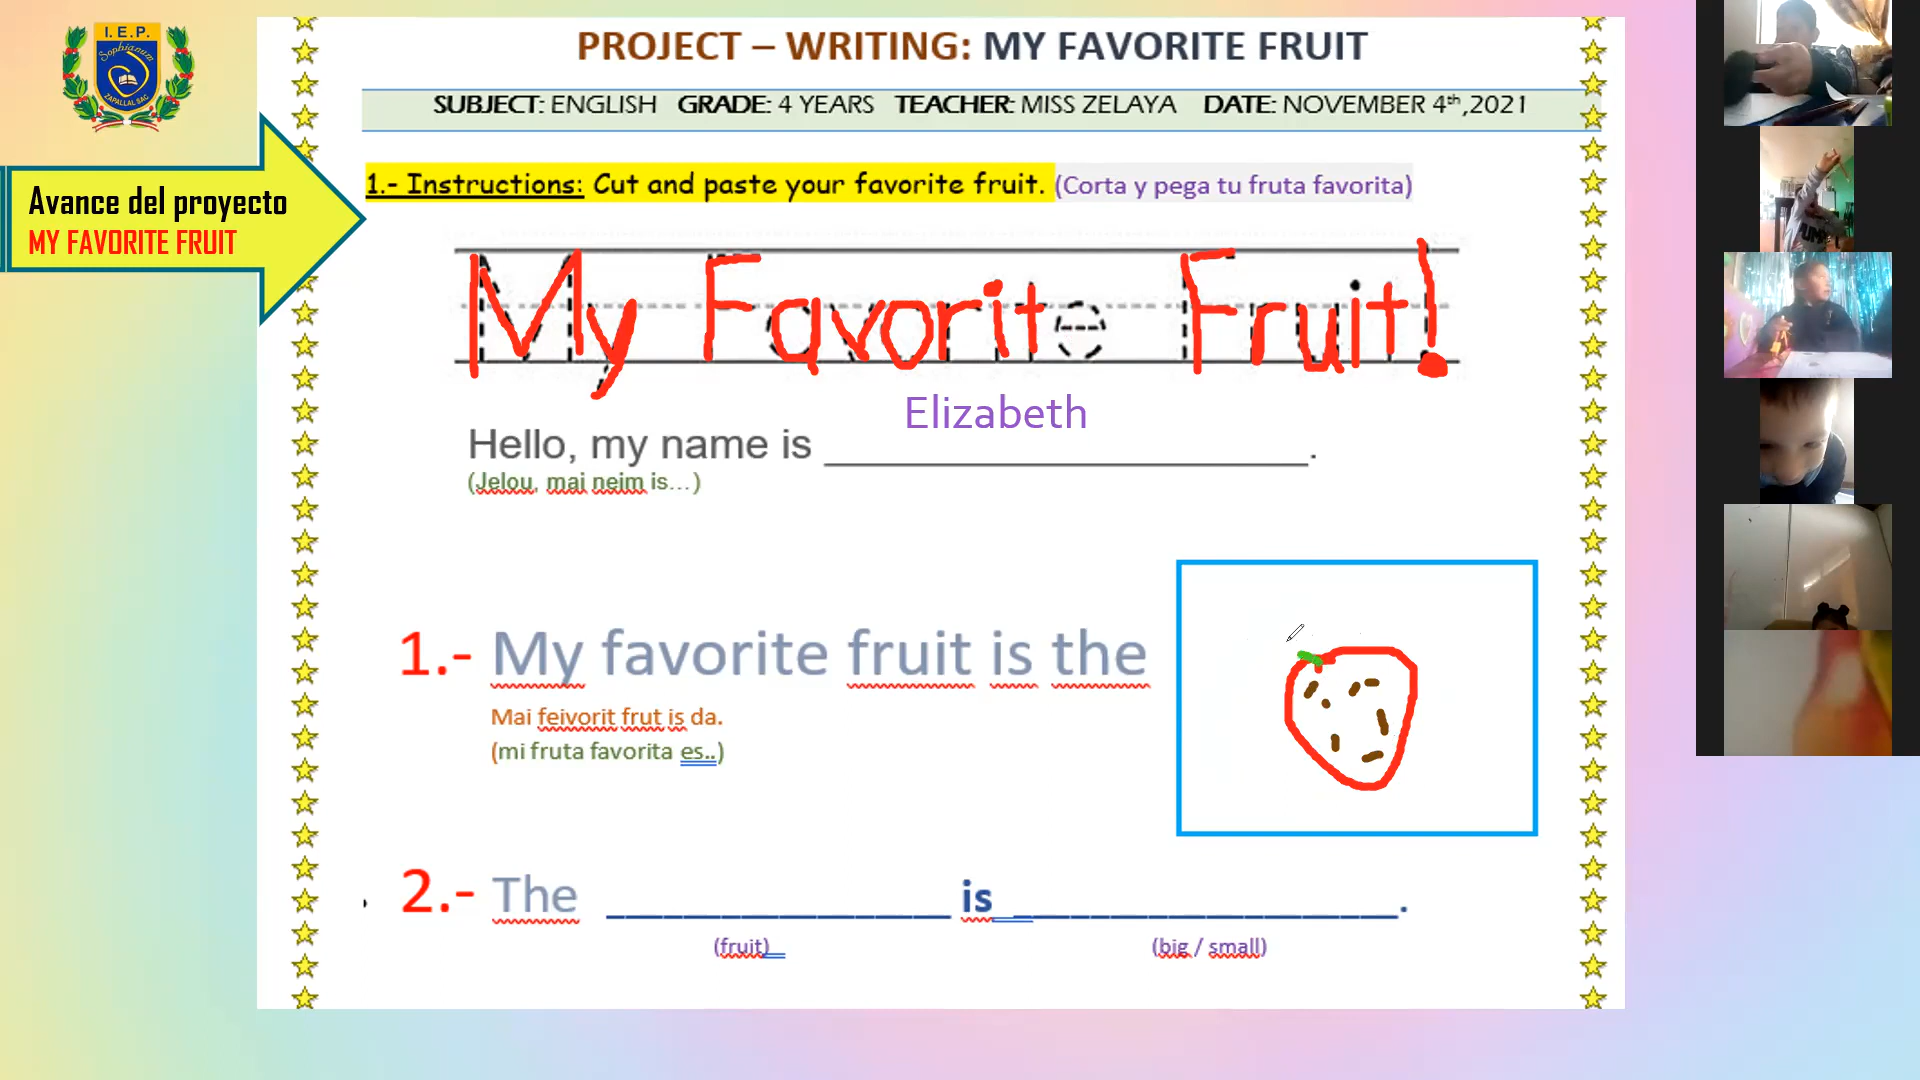 I.E.P.
Sophianum
ZAPALLAL SAC
PROJECT – WRITING: MY FAVORITE FRUIT
SUBJECT: ENGLISH GRADE: 4 YEARS TEACHER: MISS ZELAYA DATE: NOVEMBER 4th,2021
Avance del proyecto
MY FAVORITE FRUIT
1.- Instructions: Cut and paste your favorite fruit. (Corta y pega tu fruta favorita)
My Favorite Fruit!
Elizabeth
Hello, my name is ____________________.
(Jelou, mai neim is...)
1.- My favorite fruit is the
Mai feivorit frut is da.
(mi fruta favorita es..)
2.- The __________________ is ____________________.
(fruit)
(big / small)